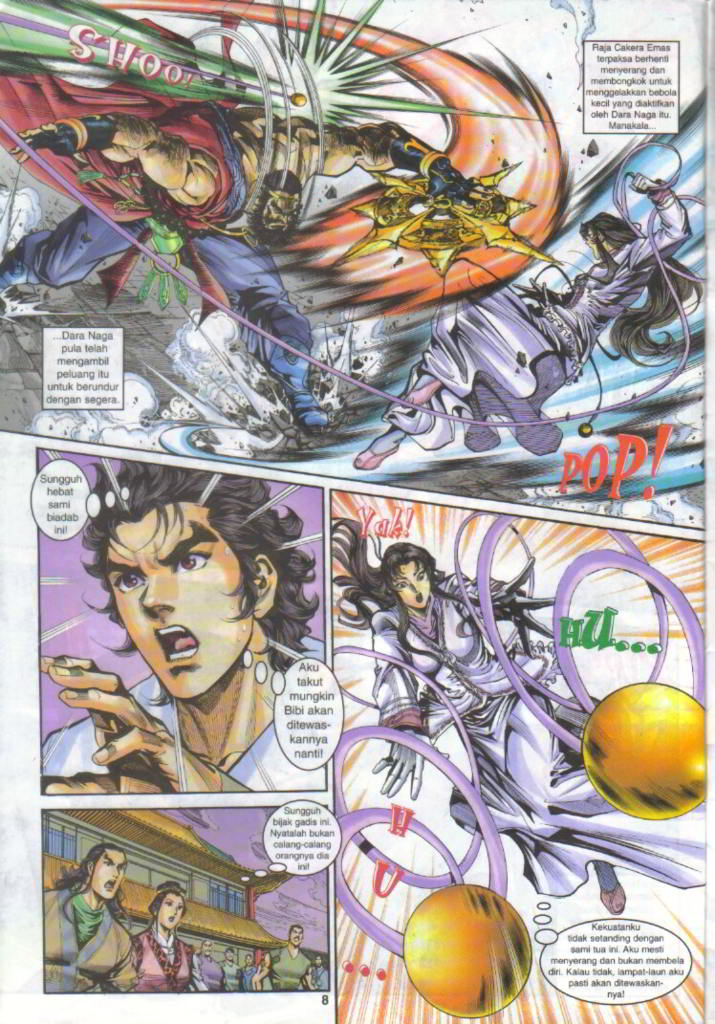 SHOO!
Raja Cakera Emas
terpaksa berhenti
menyerang dan
membongkok untuk
menggelakkan bebola
kecil yang diaktifkan
oleh Dara Naga itu.
Manakala...
...Dara Naga
pula telah
mengambil
peluang itu
untuk berundur
dengan segera.
POP!
Sungguh
hebat
sami
biadab
ini!
Aku
takut
mungkin
Bibi akan
ditewas-
kannya
nanti!
Yah!
HU...
HU
...
Sungguh
bijak gadis ini.
Nyatalah bukan
calang-calang
orangnya dia
ini!
Kekuatanku
tidak setanding dengan
sami tua ini. Aku mesti
menyerang dan bukan membela
diri. Kalau tidak, lampat-laun aku
pasti akan ditewaskan-
nya!
8